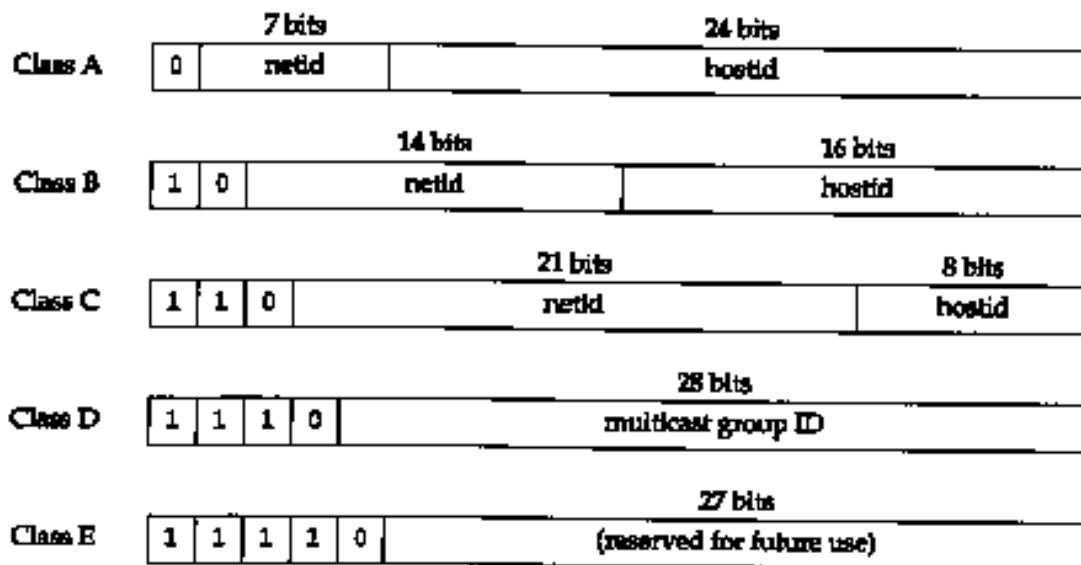 7 bits 24 bits
Class A 0 netid hostid
14 bits 16 bits
Class B 1 0 netid hostid
21 bits 8 bits
Class C 1 1 0 netid hostid
28 bits
Class D 1 1 1 0 multicast group ID
27 bits
Class E 1 1 1 1 0 (reserved for future use)